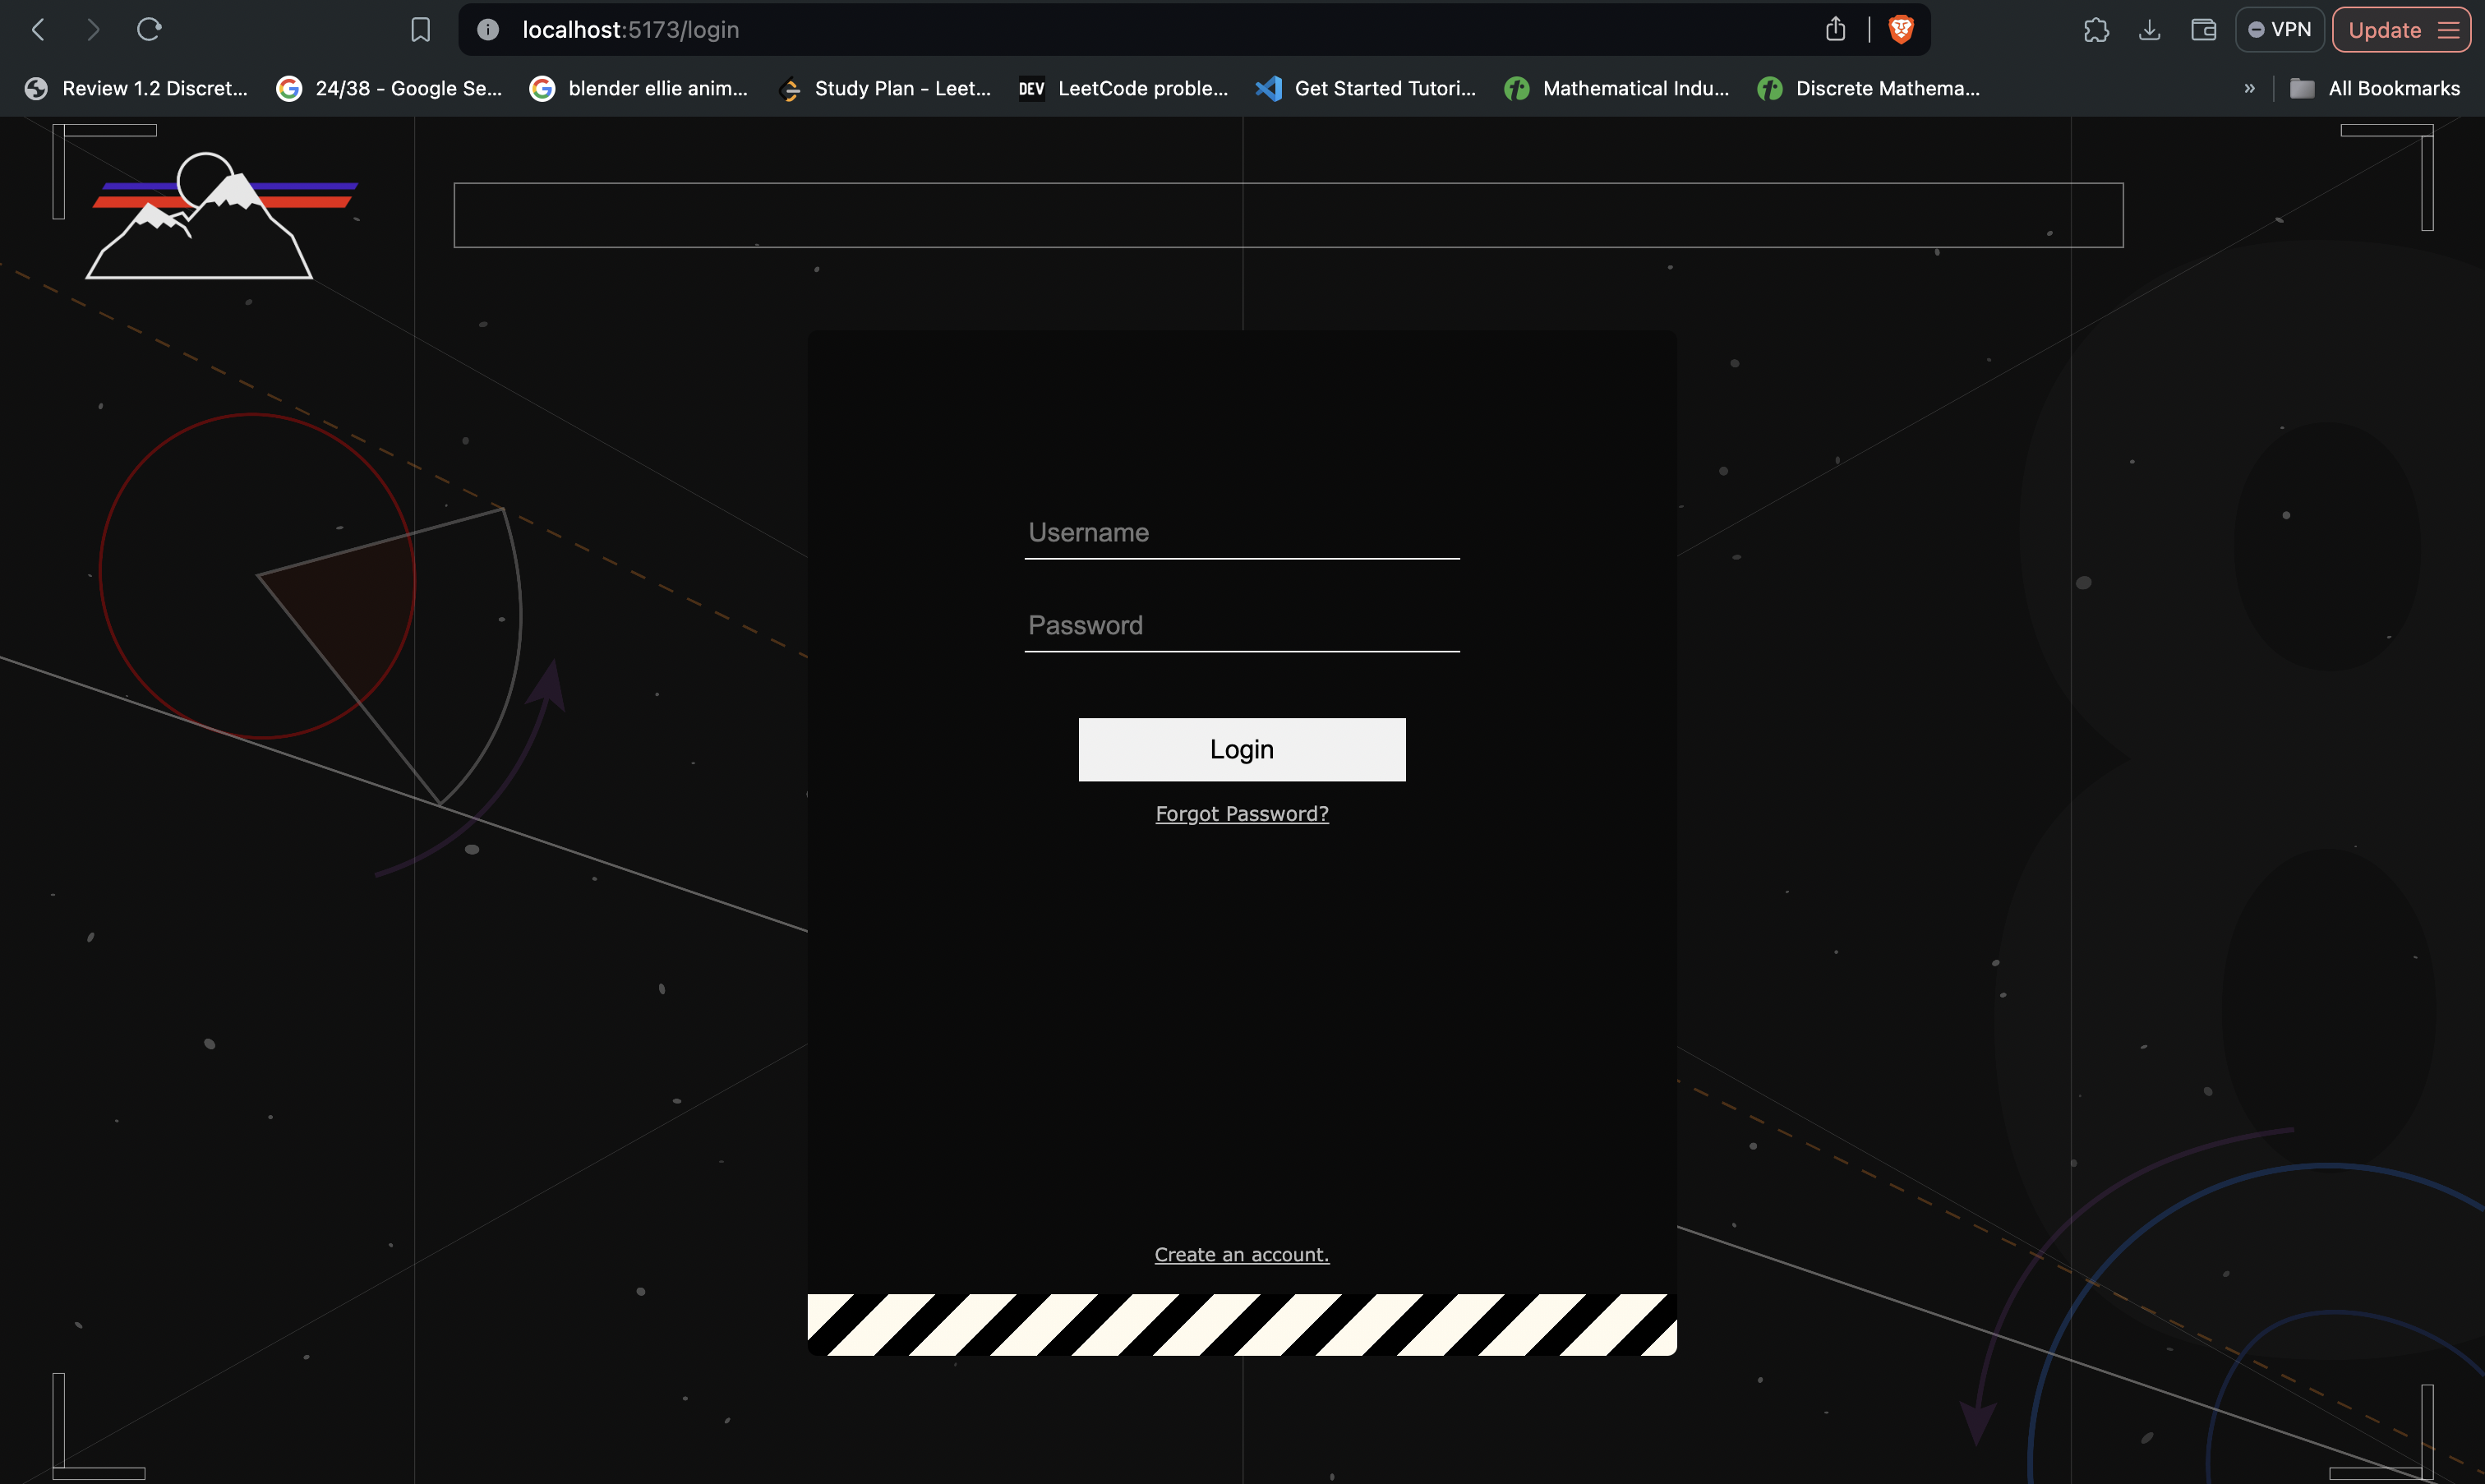 localhost:5173/login
VPN
Update
Review 1.2 Discret...
24/38 - Google Se...
blender ellie anim...
Study Plan - Leet...
DEV
LeetCode proble...
Get Started Tutori...
Mathematical Indu...
Discrete Mathema...
»
All Bookmarks
8
Username
Password
Login
Forgot Password?
Create an account.